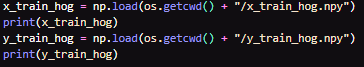 x_train_hog = np.load(os.getcwd() + "/x_train_hog.npy")
print(x_train_hog)
y_train_hog = np.load(os.getcwd() + "/y_train_hog.npy")
print(y_train_hog)